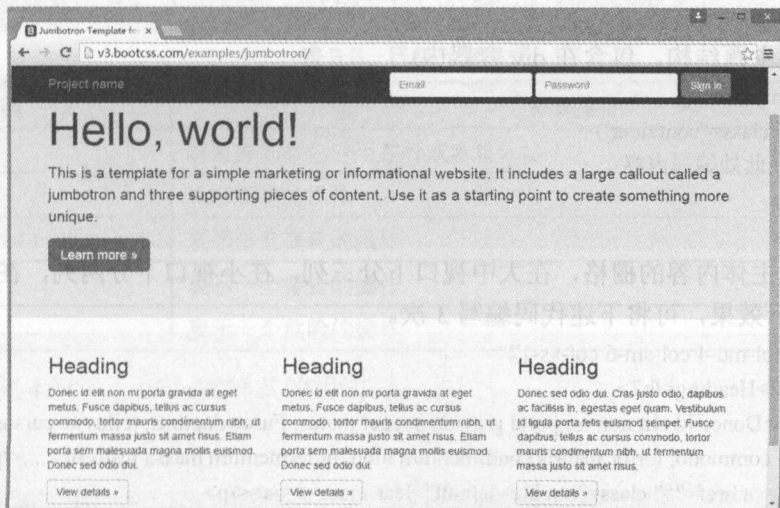 Jumbotron Template for
v3.bootcss.com/examples/jumbotron/
Project name
Email
Password
Sign in
Hello, world!
This is a template for a simple marketing or informational website. It includes a large callout called a
jumbotron and three supporting pieces of content. Use it as a starting point to create something more
unique.
Learn more »
Heading
Donec id elit non mi porta gravida at eget
metus. Fusce dapibus, tellus ac cursus
commodo, tortor mauris condimentum nibh, ut
fermentum massa justo sit amet risus. Etiam
porta sem malesuada magna mollis euismod.
Donec sed odio dui.
View details »
Heading
Donec id elit non mi porta gravida at eget
metus. Fusce dapibus, tellus ac cursus
commodo, tortor mauris condimentum nibh, ut
fermentum massa justo sit amet risus. Etiam
porta sem malesuada magna mollis euismod.
Donec sed odio dui.
View details »
Heading
Donec sed odio dui. Cras justo odio, dapibus
ac facilisis in, egestas eget quam. Vestibulum
id ligula porta felis euismod semper. Fusce
dapibus, tellus ac cursus commodo, tortor
mauris condimentum nibh, ut fermentum
massa justo sit amet risus.
View details »